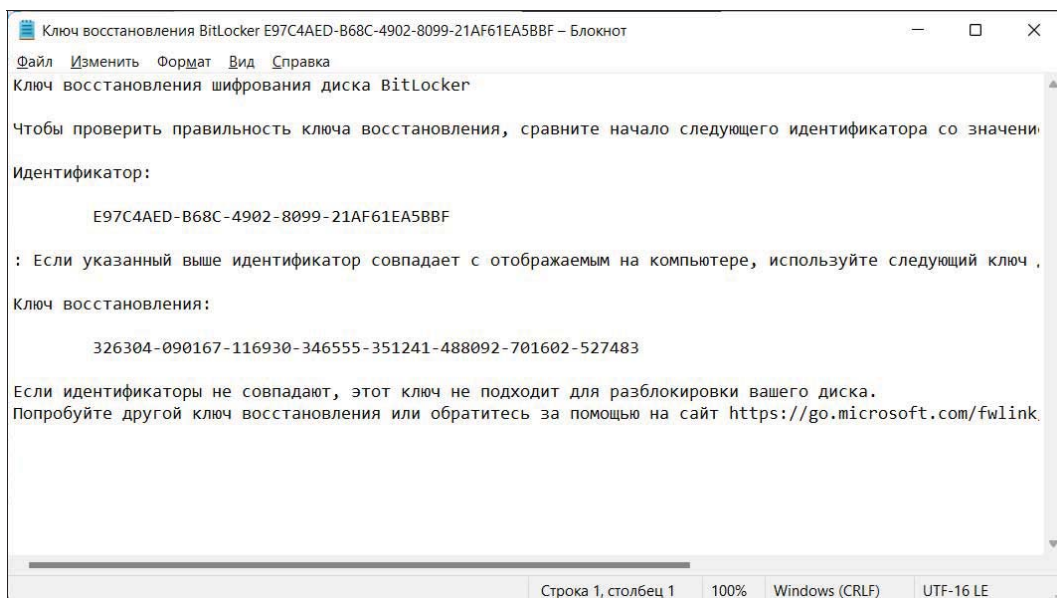 Ключ восстановления BitLocker E97C4AED-B68C-4902-8099-21AF61EA5BBF – Блокнот
Файл Изменить Формат Вид Справка
Ключ восстановления шифрования диска BitLocker
Чтобы проверить правильность ключа восстановления, сравните начало следующего идентификатора со
Идентификатор:
E97C4AED-B68C-4902-8099-21AF61EA5BBF
: Если указанный выше идентификатор совпадает с отображаемым на компьютере, используйте следующий ключ
Ключ восстановления:
326304-090167-116930-346555-351241-488092-701602-527483
Если идентификаторы не совпадают, этот ключ не подходит для разблокировки вашего диска.
Попробуйте другой ключ восстановления или обратитесь за помощью на сайт https://go.microsoft.com/fwlink
Строка 1, столбец 1 100% Windows (CRLF) UTF-16 LE